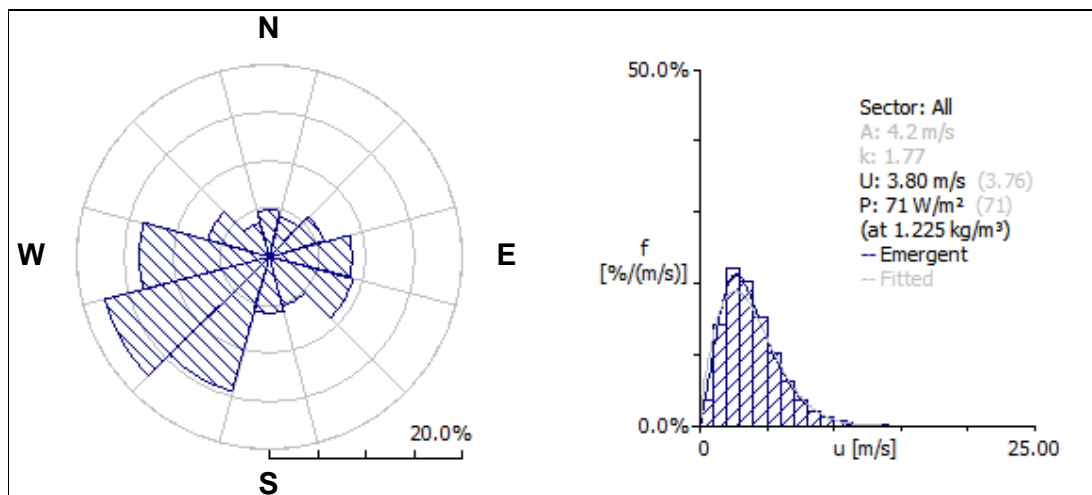 N
W
E
S
20.0%
50.0%
f
[%/(m/s)]
0.0%
0
u [m/s]
25.00
Sector: All
A: 4.2 m/s
k: 1.77
U: 3.80 m/s (3.76)
P: 71 W/m² (71)
(at 1.225 kg/m³)
-- Emergent
-- Fitted